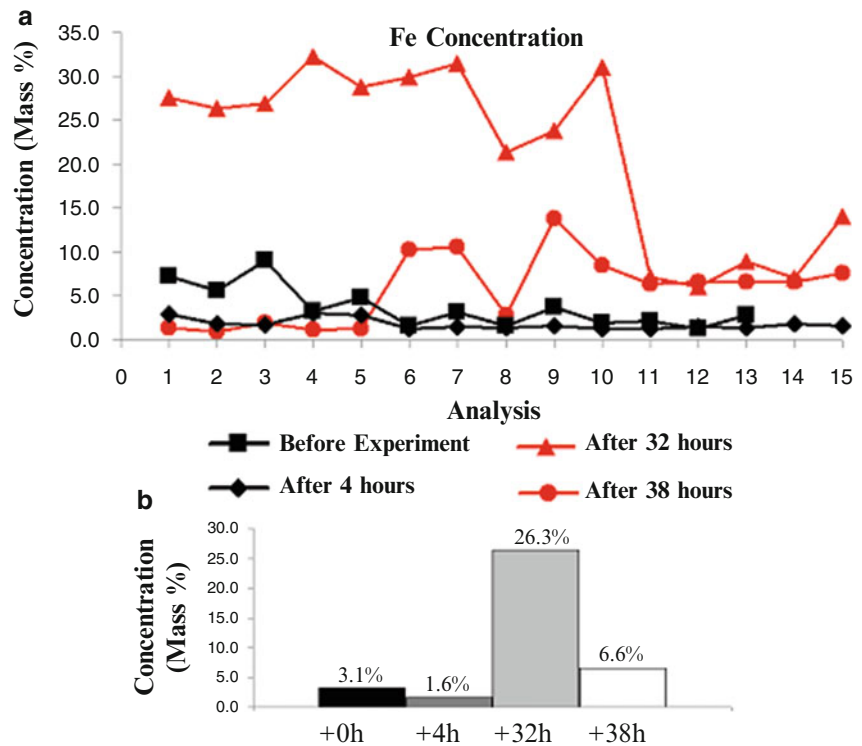 a
Fe Concentration
Concentration (Mass %)
35.0
30.0
25.0
20.0
15.0
10.0
5.0
0.0
0 1 2 3 4 5 6 7 8 9 10 11 12 13 14 15
Analysis
Before Experiment
After 32 hours
After 4 hours
After 38 hours
b
Concentration
(Mass %)
30.0
25.0
20.0
15.0
10.0
5.0
0.0
3.1%
1.6%
26.3%
6.6%
+0h +4h +32h +38h